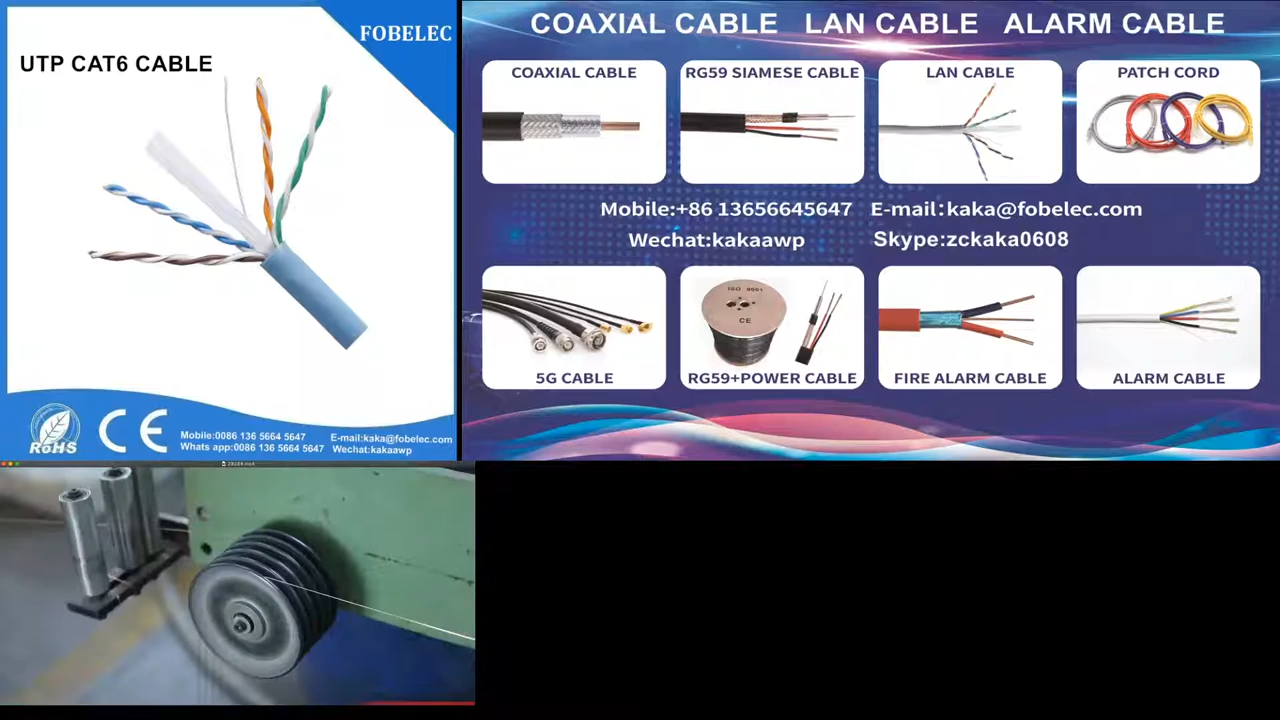 FOBELEC
UTP CAT6 CABLE
RoHS
CE
Mobile:0086 136 5664 5647
E-mail:kaka@fobelec.com
Whats app:0086 136 5664 5647
Wechat:kakaawp
COAXIAL CABLE LAN CABLE ALARM CABLE
COAXIAL CABLE
RG59 SIAMESE CABLE
LAN CABLE
PATCH CORD
Mobile:+86 13656645647 E-mail:kaka@fobelec.com
Wechat:kakaawp Skype:zckaka0608
ISO 9001
CE
5G CABLE
RG59+POWER CABLE
FIRE ALARM CABLE
ALARM CABLE